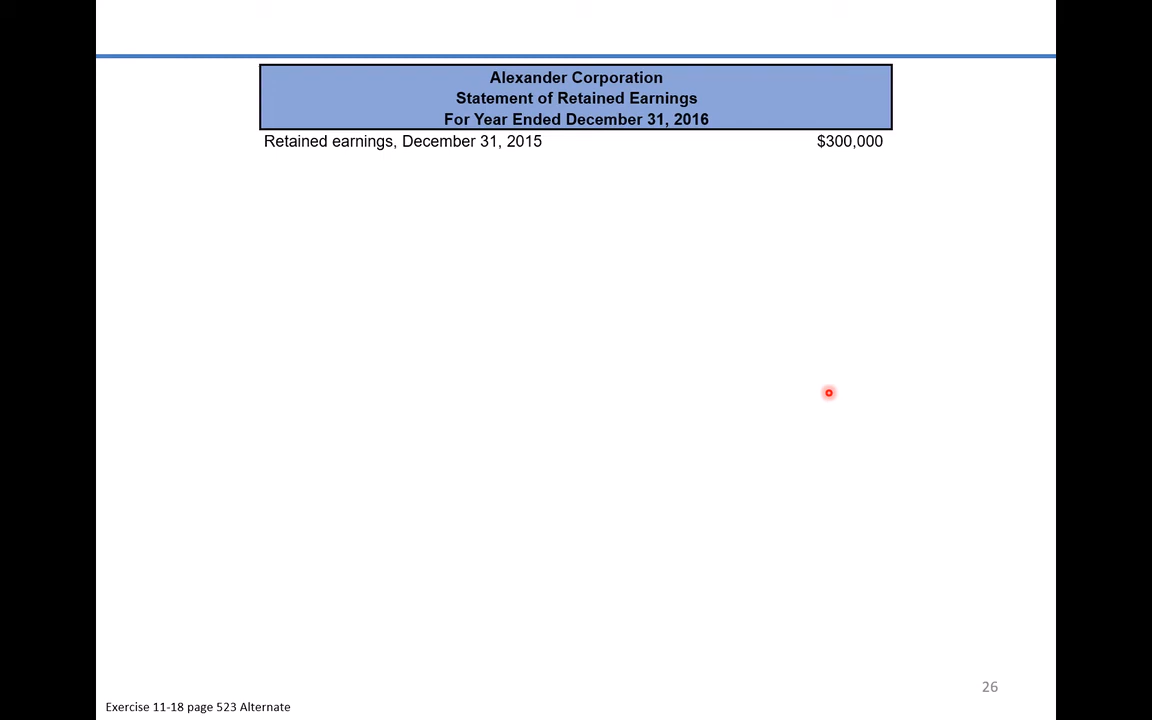 Alexander Corporation
Statement of Retained Earnings
For Year Ended December 31, 2016
Retained earnings, December 31, 2015 $300,000
26
Exercise 11-18 page 523 Alternate